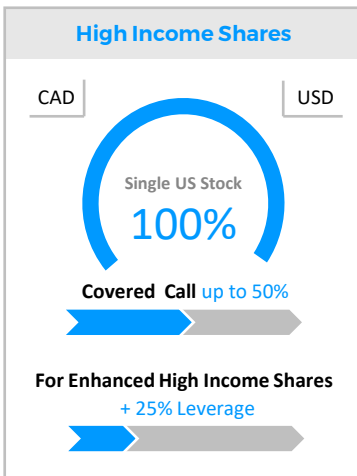 High Income Shares
CAD
USD
Single US Stock
100%
Covered Call up to 50%
For Enhanced High Income Shares
+ 25% Leverage